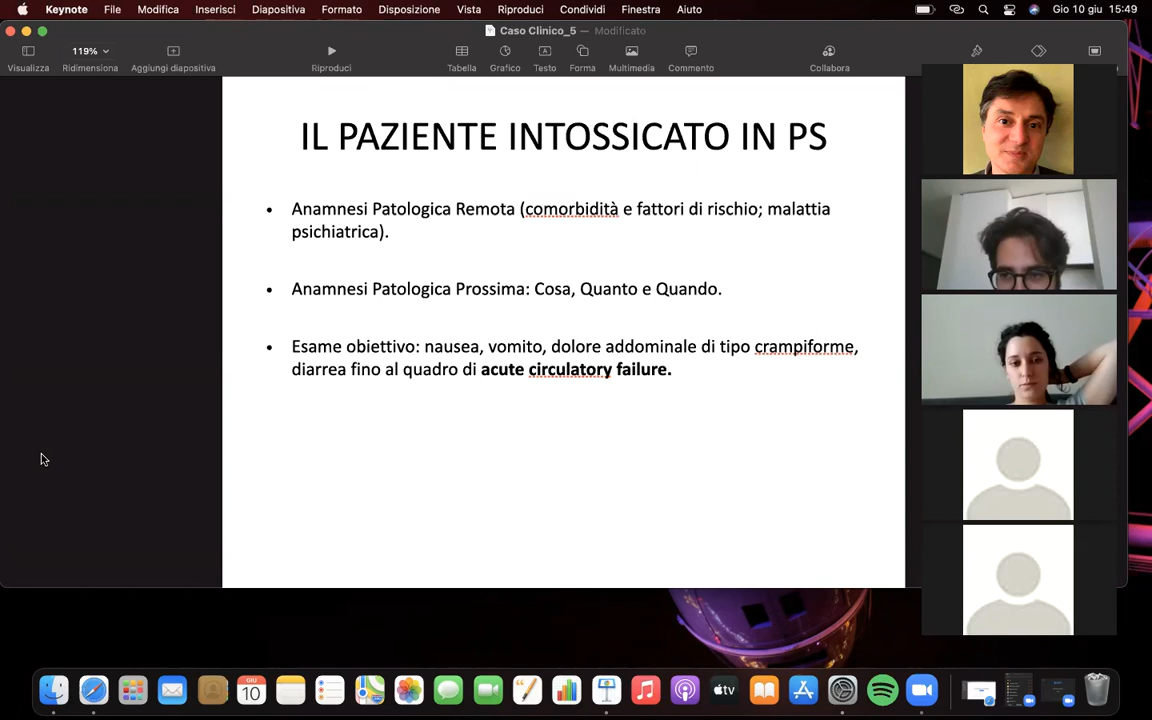 Keynote File Modifica Inserisci Diapositiva Formato Disposizione Vista Riproduci Condividi Finestra Aiuto Gio 10 giu 15:49
Caso Clinico_5 — Modificato
119%
Visualizza Ridimensiona Aggiungi diapositiva Riproduci Tabella Grafico Testo Forma Multimedia Commento Collabora
IL PAZIENTE INTOSSICATO IN PS
• Anamnesi Patologica Remota (comorbidità e fattori di rischio; malattia
psichiatrica).
• Anamnesi Patologica Prossima: Cosa, Quanto e Quando.
• Esame obiettivo: nausea, vomito, dolore addominale di tipo crampiforme,
diarrea fino al quadro di acute circulatory failure.
GIU
10
tv